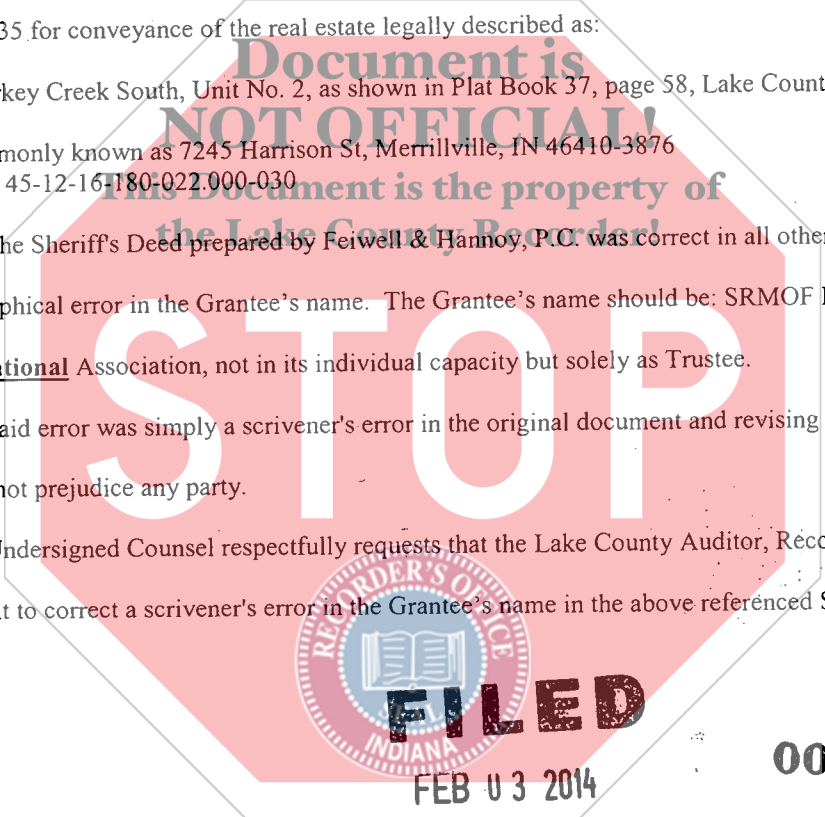 35 for conveyance of the real estate legally described as:
Document is
key Creek South, Unit No. 2, as shown in Plat Book 37, page 58, Lake Count
NOT OFFICIAL!
monly known as 7245 Harrison St, Merrillville, IN 46410-3876
45-12-16-180-022.000-030
This Document is the property of
the Lake County Recorder!
he Sheriff's Deed prepared by Feiwell & Hannoy, P.C. was correct in all other
phical error in the Grantee's name. The Grantee's name should be: SRMOF
ational Association, not in its individual capacity but solely as Trustee.
STOP
aid error was simply a scrivener's error in the original document and revising
not prejudice any party.
Undersigned Counsel respectfully requests that the Lake County Auditor, Reco
t to correct a scrivener's error in the Grantee's name in the above referenced S
RECORDER'S OFFICE
SEAL
INDIANA
FILED
FEB 03 2014
00